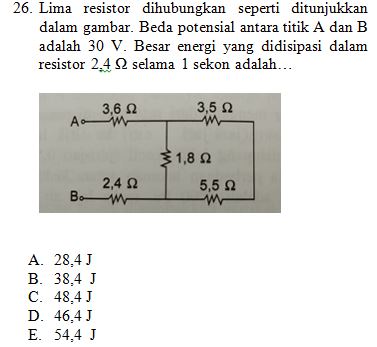 26. Lima resistor dihubungkan seperti ditunjukkan
dalam gambar. Beda potensial antara titik A dan B
adalah 30 V. Besar energi yang didisipasi dalam
resistor 2,4 Ω selama 1 sekon adalah…
3,6 Ω 3,5 Ω
A
1,8 Ω
2,4 Ω 5,5 Ω
B
A. 28,4 J
B. 38,4 J
C. 48,4 J
D. 46,4 J
E. 54,4 J